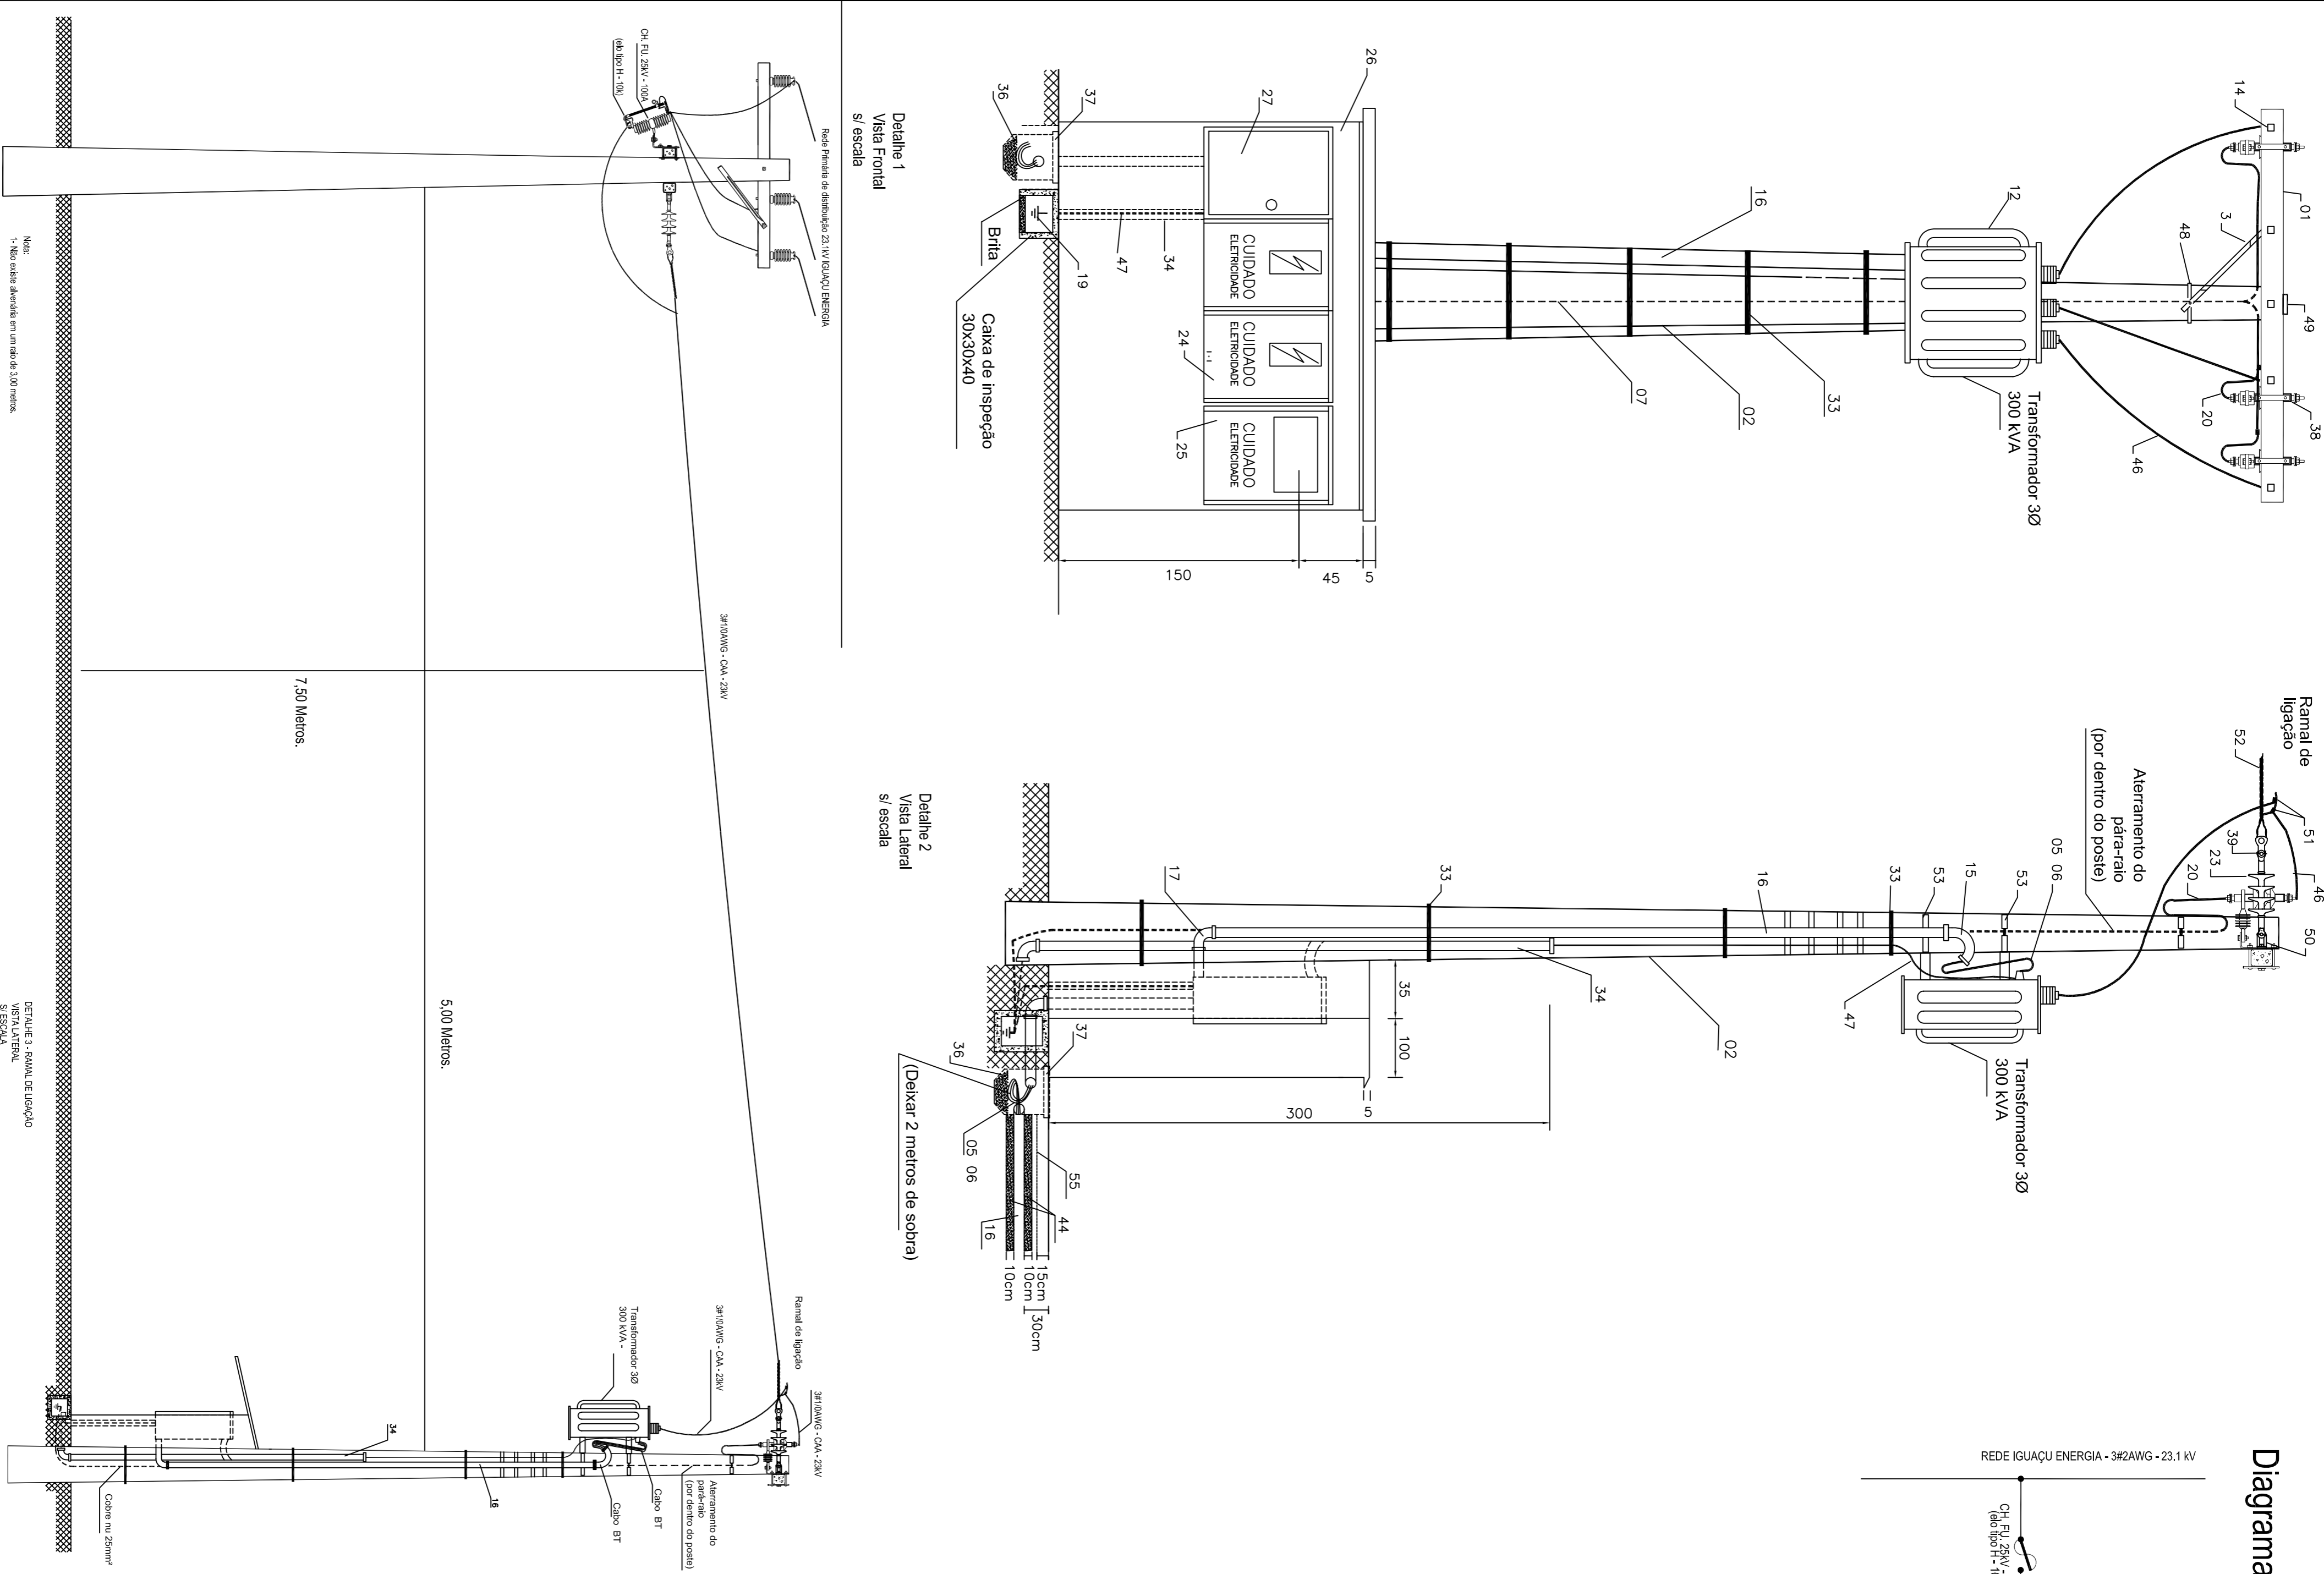 14
01
3
48
49
38
20
46
12
Transformador 3Ø
300 kVA
16
33
02
07
26
27
CUIDADO
ELETRICIDADE
CUIDADO
ELETRICIDADE
CUIDADO
ELETRICIDADE
24
25
37
36
34
47
19
Brita
Caixa de inspeção
30x30x40
150
45
5
Detalhe 1
Vista Frontal
s/ escala
Ramal de
ligação
52
51
46
39
23
20
50
Aterramento do
pára-raio
(por dentro do poste)
05 06
53
15
53
33
16
47
Transformador 3Ø
300 kVA
02
34
33
17
35
100
5
300
37
36
(Deixar 2 metros de sobra)
05 06
55
44
16
15cm
10cm
10cm
30cm
Detalhe 2
Vista Lateral
s/ escala
Rede Primária de distribuição 23.1kV IGUAÇU ENERGIA
CH. FU. 25kV - 100A
(elo tipo H - 10k)
3#1/0AWG - CAA - 23kV
7,50 Metros.
5,00 Metros.
Ramal de ligação
3#1/0AWG - CAA - 23kV
3#1/0AWG - CAA - 23kV
Transformador 3Ø
300 kVA -
34
16
Cabo BT
Cabo BT
Aterramento do
pará-raio
(por dentro do poste)
Cobre nu 25mm²
Nota:
1- Não existe alvenária em um raio de 3,00 metros.
DETALHE 3 - RAMAL DE LIGAÇÃO
VISTA LATERAL
S/ ESCALA
Diagrama
REDE IGUAÇU ENERGIA - 3#2AWG - 23.1 kV
CH. FU. 25kV -
(elo tipo H - 10